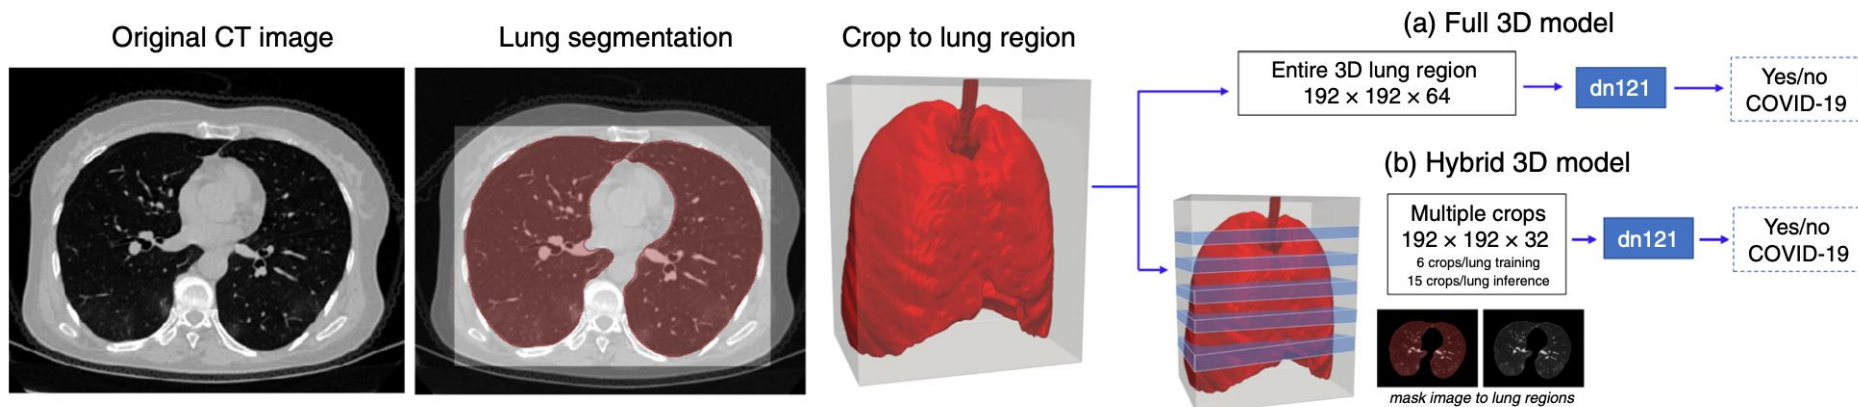 Original CT image
Lung segmentation
Crop to lung region
(a) Full 3D model
Entire 3D lung region
192 × 192 × 64
dn121
Yes/no
COVID-19
(b) Hybrid 3D model
Multiple crops
192 × 192 × 32
6 crops/lung training
15 crops/lung inference
dn121
Yes/no
COVID-19
mask image to lung regions